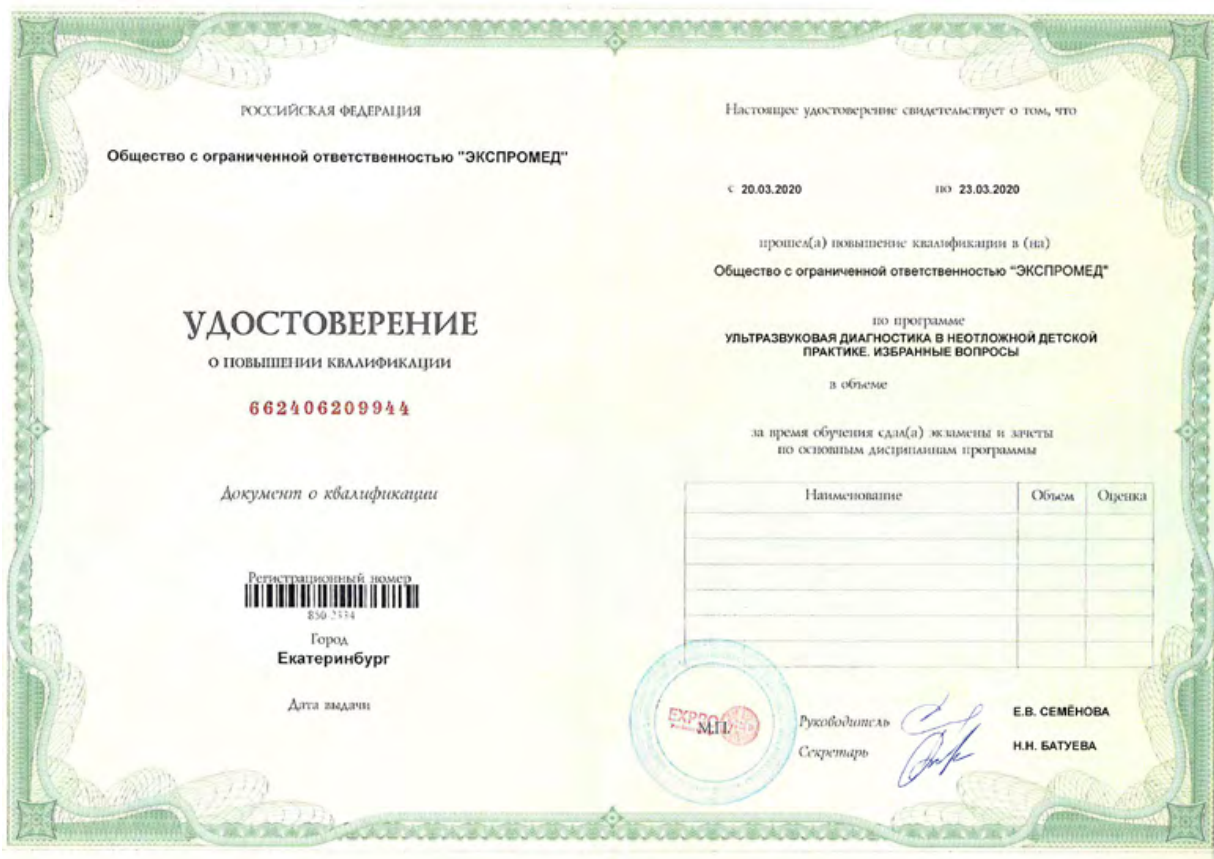 РОССИЙСКАЯ ФЕДЕРАЦИЯ
Общество с ограниченной ответственностью "ЭКСПРОМЕД"
УДОСТОВЕРЕНИЕ
О ПОВЫШЕНИИ КВАЛИФИКАЦИИ
662406209944
Документ о квалификации
Регистрационный номер
850-2334
Город
Екатеринбург
Дата выдачи
Настоящее удостоверение свидетельствует о том, что
с 20.03.2020 по 23.03.2020
прошел(а) повышение квалификации в (на)
Общество с ограниченной ответственностью "ЭКСПРОМЕД"
по программе
УЛЬТРАЗВУКОВАЯ ДИАГНОСТИКА В НЕОТЛОЖНОЙ ДЕТСКОЙ
ПРАКТИКЕ. ИЗБРАННЫЕ ВОПРОСЫ
в объеме
за время обучения сдал(а) экзамены и зачеты
по основным дисциплинам программы
Наименование Объем Оценка
М.П.
Руководитель Е.В. СЕМЁНОВА
Секретарь Н.Н. БАТУЕВА